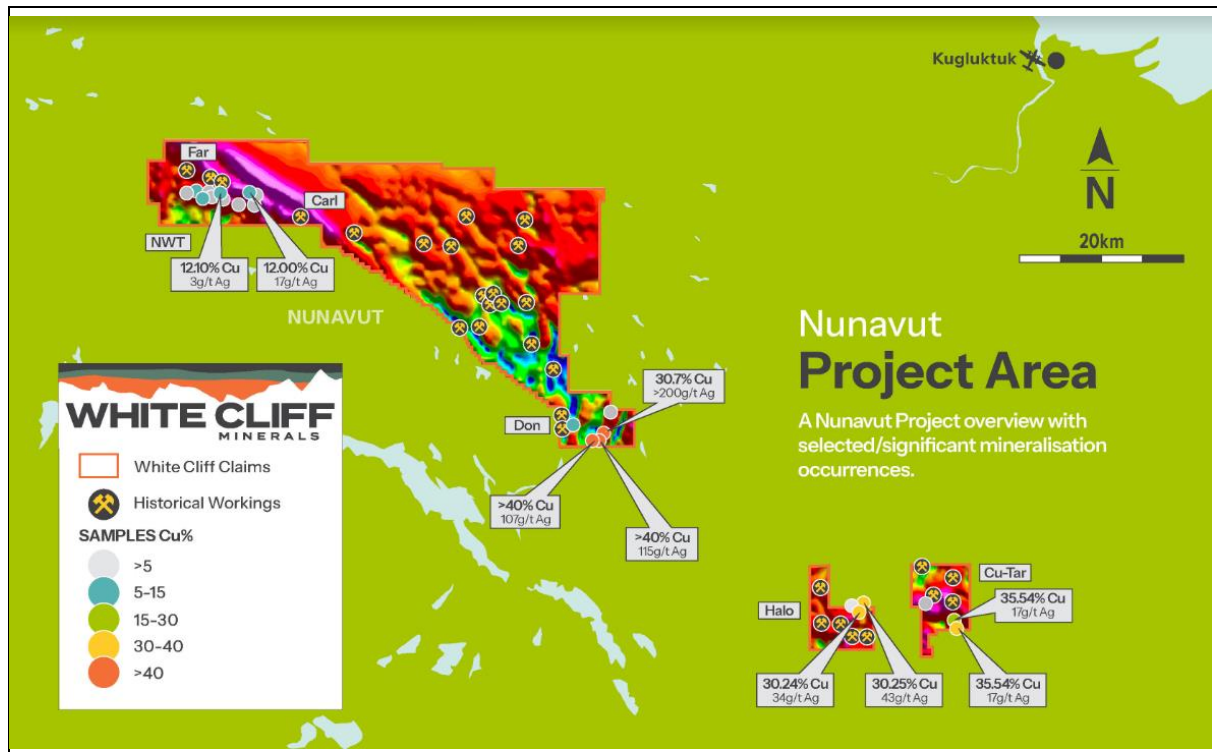 Kugluktuk
N
20km
Far
Carl
NWT
12.10% Cu
3g/t Ag
12.00% Cu
17g/t Ag
NUNAVUT
Nunavut
Project Area
A Nunavut Project overview with
selected/significant mineralisation
occurrences.
30.7% Cu
>200g/t Ag
Don
>40% Cu
107g/t Ag
>40% Cu
115g/t Ag
WHITE CLIFF
MINERALS
White Cliff Claims
Historical Workings
SAMPLES Cu%
>5
5-15
15-30
30-40
>40
Cu-Tar
35.54% Cu
17g/t Ag
Halo
30.24% Cu
34g/t Ag
30.25% Cu
43g/t Ag
35.54% Cu
17g/t Ag